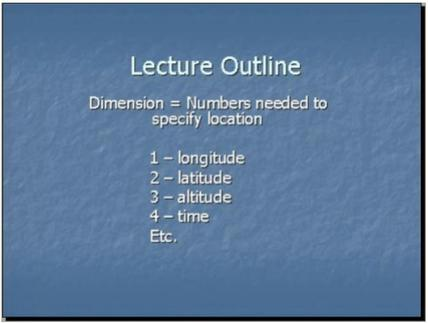 Lecture Outline
Dimension = Numbers needed to
specify location
1 – longitude
2 – latitude
3 – altitude
4 – time
Etc.